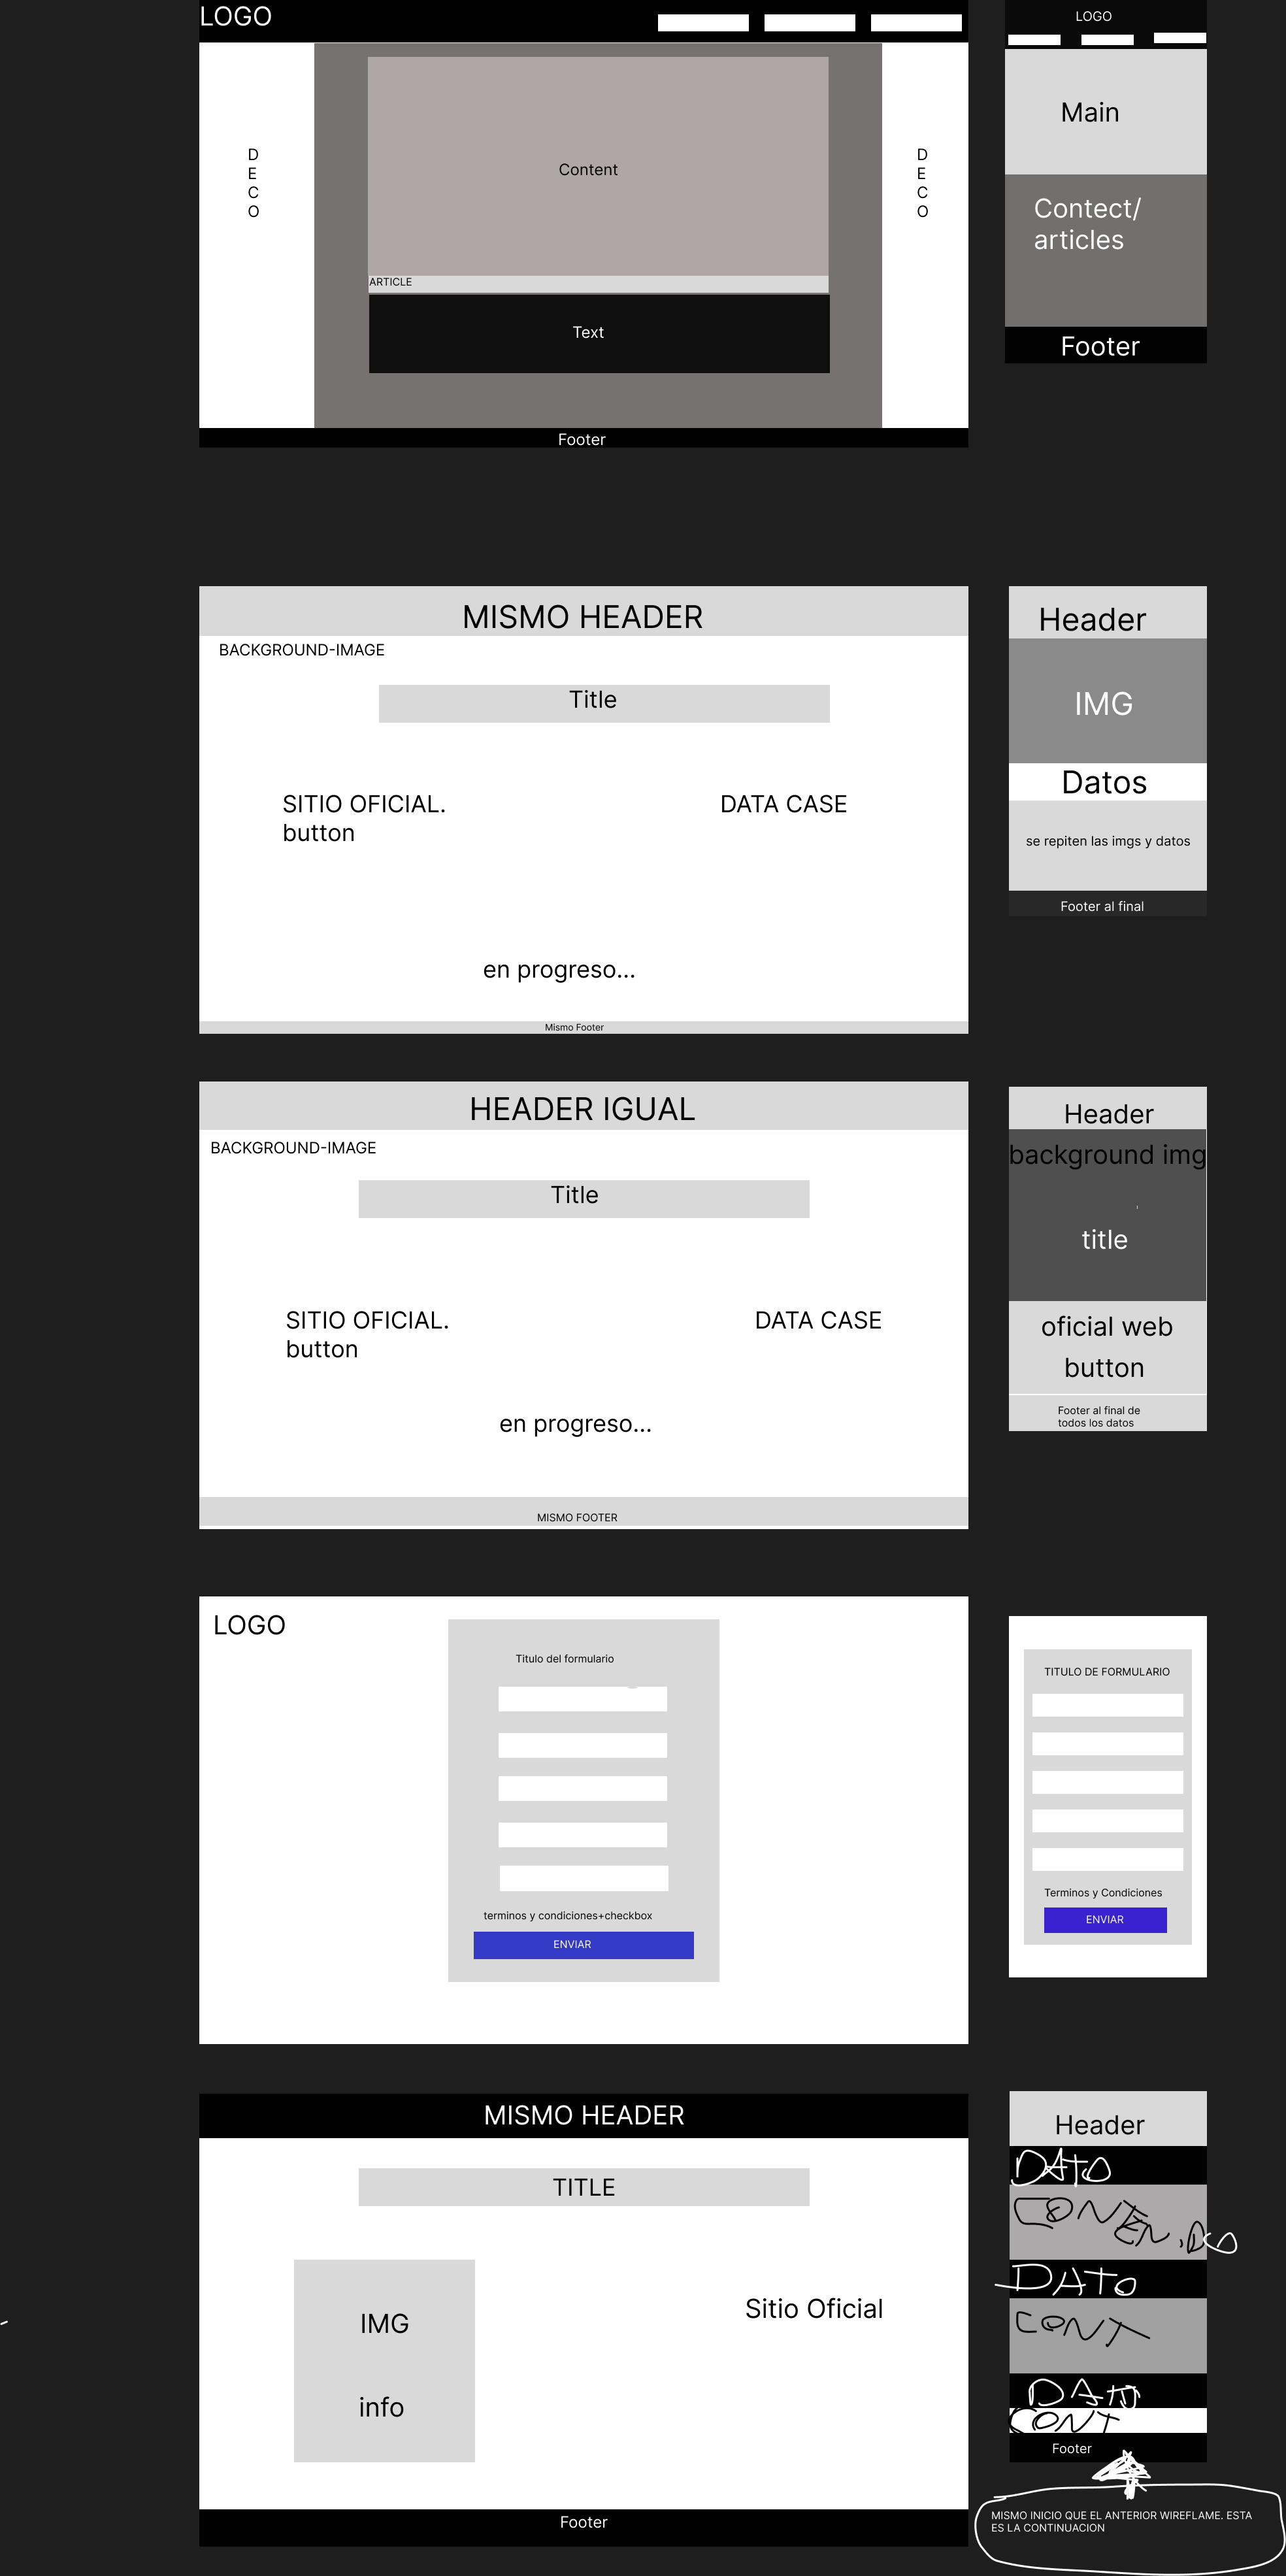 LOGO
D
E
C
O
Content
D
E
C
O
ARTICLE
Text
Footer
LOGO
Main
Contect/
articles
Footer
MISMO HEADER
BACKGROUND-IMAGE
Title
SITIO OFICIAL.
button
DATA CASE
en progreso...
Mismo Footer
Header
IMG
Datos
se repiten las imgs y datos
Footer al final
HEADER IGUAL
BACKGROUND-IMAGE
Title
SITIO OFICIAL.
button
DATA CASE
en progreso...
MISMO FOOTER
Header
background img
title
oficial web
button
Footer al final de
todos los datos
LOGO
Titulo del formulario
terminos y condiciones+checkbox
ENVIAR
TITULO DE FORMULARIO
Terminos y Condiciones
ENVIAR
MISMO HEADER
TITLE
IMG
info
Sitio Oficial
Footer
Header
DATO
CONTENIDO
DATO
CONT
DATO
CONT
Footer
MISMO INICIO QUE EL ANTERIOR WIREFLAME. ESTA
ES LA CONTINUACION